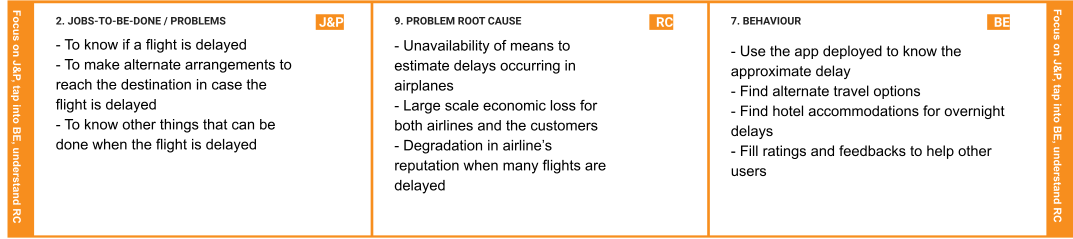 Focus on J&P, tap into BE, understand RC
2. JOBS-TO-BE-DONE / PROBLEMS
J&P
- To know if a flight is delayed
- To make alternate arrangements to
reach the destination in case the
flight is delayed
- To know other things that can be
done when the flight is delayed
9. PROBLEM ROOT CAUSE
RC
- Unavailability of means to
estimate delays occurring in
airplanes
- Large scale economic loss for
both airlines and the customers
- Degradation in airline's
reputation when many flights are
delayed
7. BEHAVIOUR
BE
- Use the app deployed to know the
approximate delay
- Find alternate travel options
- Find hotel accommodations for overnight
delays
- Fill ratings and feedbacks to help other
users
Focus on J&P, tap into BE, understand RC